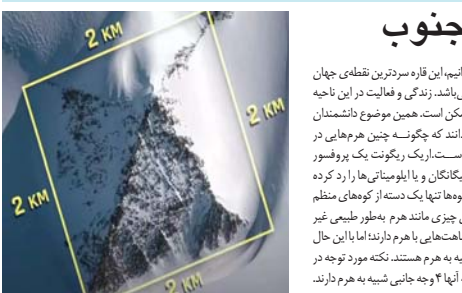 جنوب
انیم، این قاره سردترین نقطه‌ی جهان
ی‌باشد. زندگی و فعالیت در این ناحیه
مکن است. همین موضوع دانشمندان
دانند که چگونه چنین هرم‌هایی در
است. اریک ریگونت یک پروفسور
یگانگان و یا ایلومیناتی‌ها را رد کرده
وه‌ها تنها یک دسته از کوه‌های منظم
ی چیزی مانند هرم به‌طور طبیعی غیر
اهت‌هایی با هرم دارند؛ اما با این حال
یه به هرم هستند. نکته مورد توجه در
آنها ۴ وجه جانبی شبیه به هرم دارند.
2 KM
2 KM
2 KM
2 KM